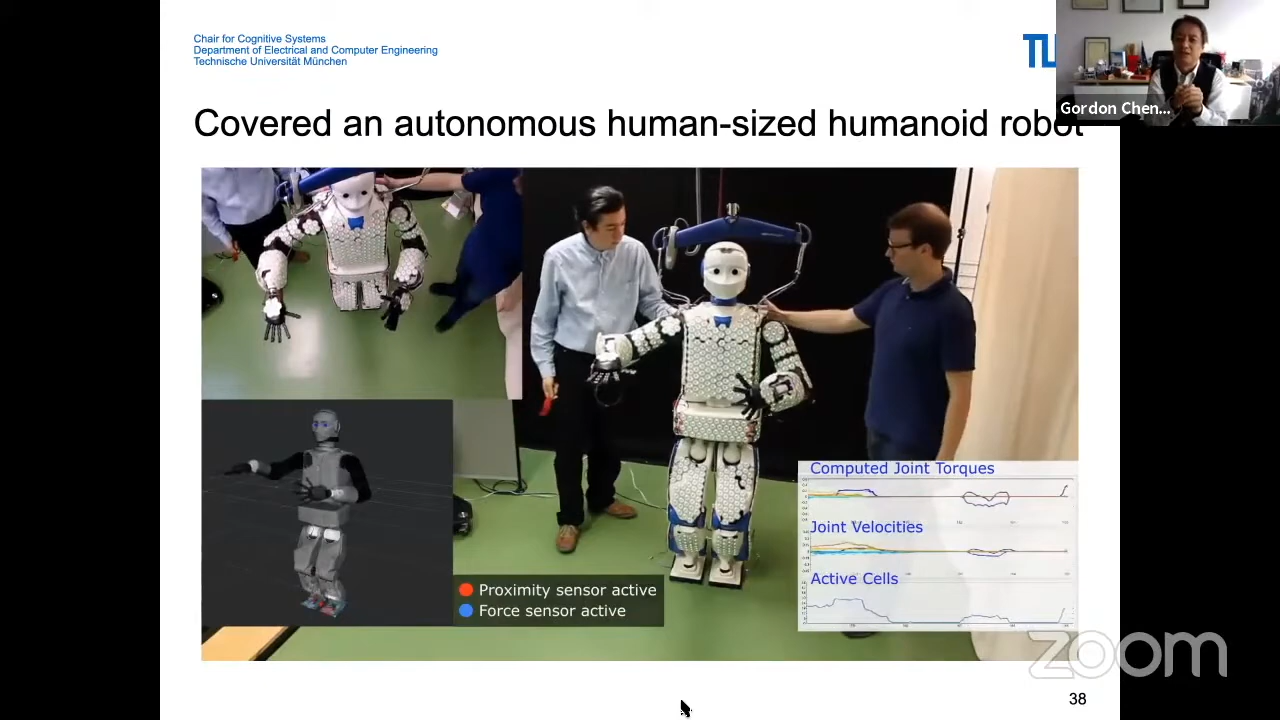 Chair for Cognitive Systems
Department of Electrical and Computer Engineering
Technische Universität München
Gordon Chen...
Covered an autonomous human-sized humanoid robot
Computed Joint Torques
Joint Velocities
Active Cells
Proximity sensor active
Force sensor active
zoom
38